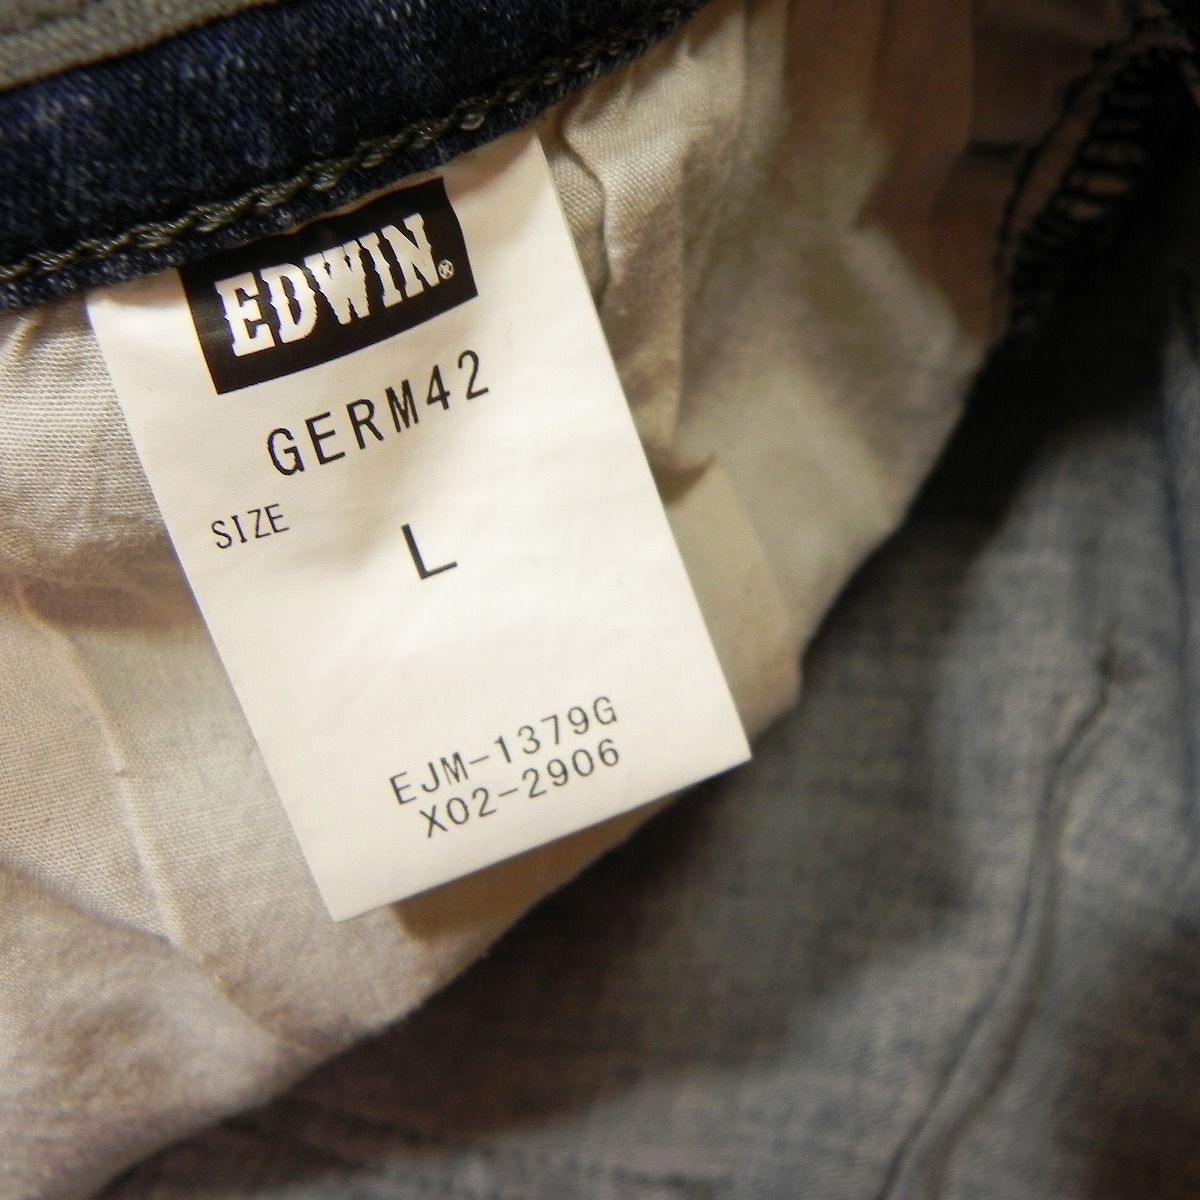 EDWIN®
GERM42
SIZE
L
EJM-1379G
X02-2906